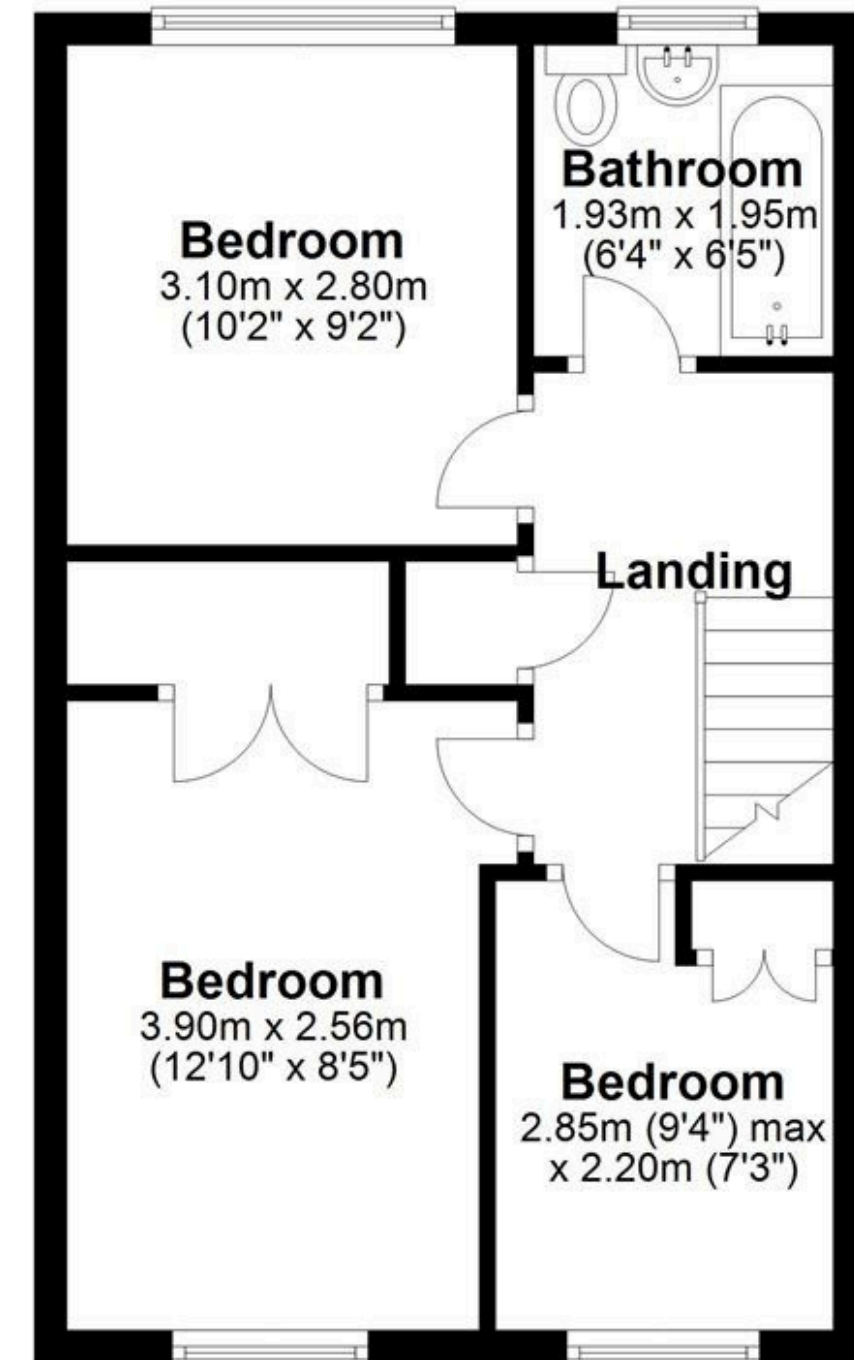 Bathroom
1.93m x 1.95m
(6'4" x 6'5")
Bedroom
3.10m x 2.80m
(10'2" x 9'2")
Landing
Bedroom
3.90m x 2.56m
(12'10" x 8'5")
Bedroom
2.85m (9'4") max
x 2.20m (7'3")